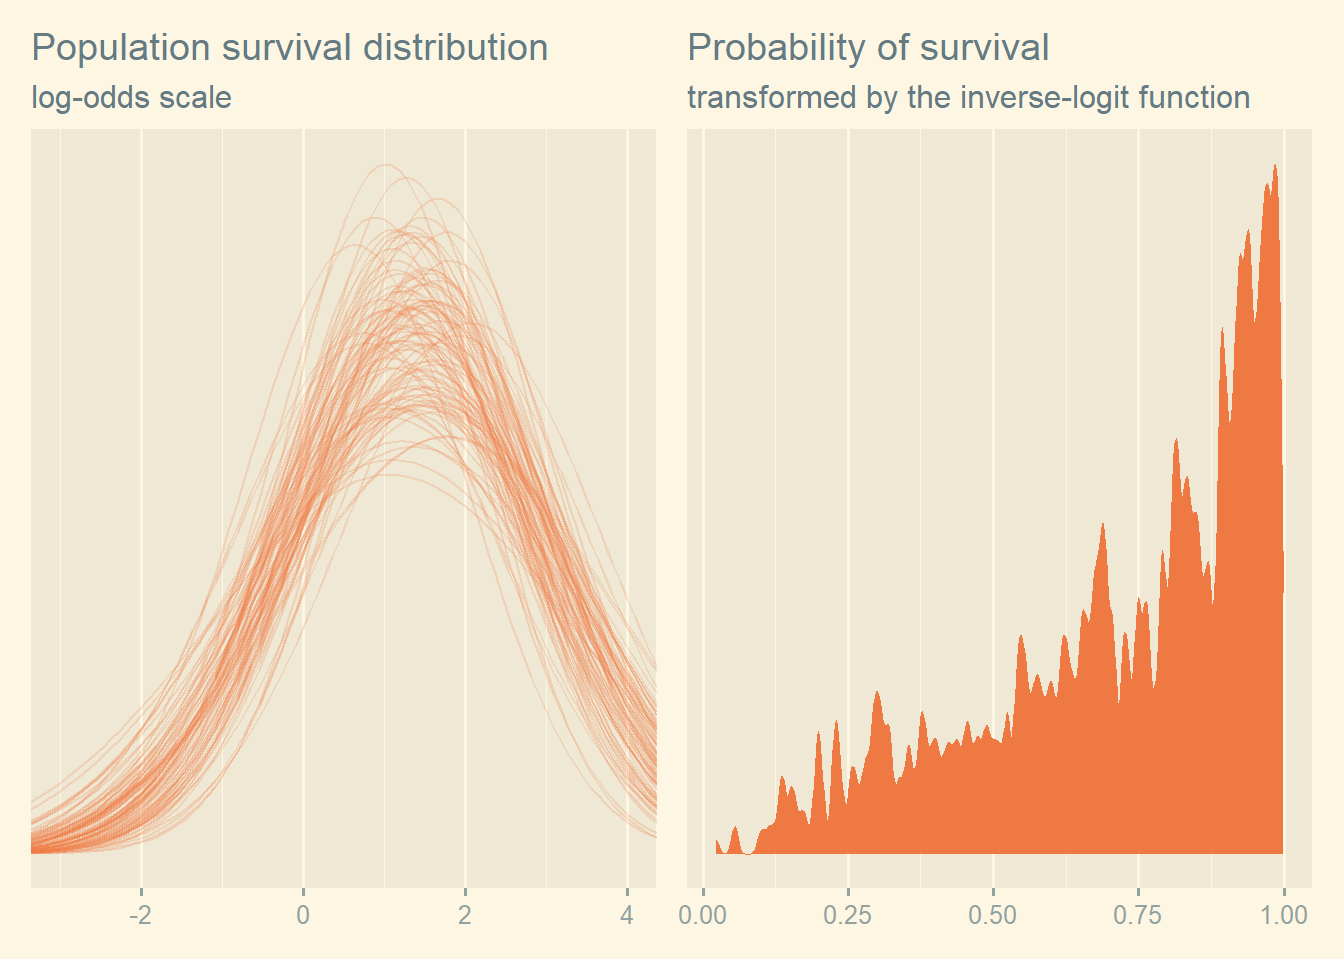 Population survival distribution
log-odds scale
-2 0 2 4
Probability of survival
transformed by the inverse-logit function
0.00 0.25 0.50 0.75 1.00